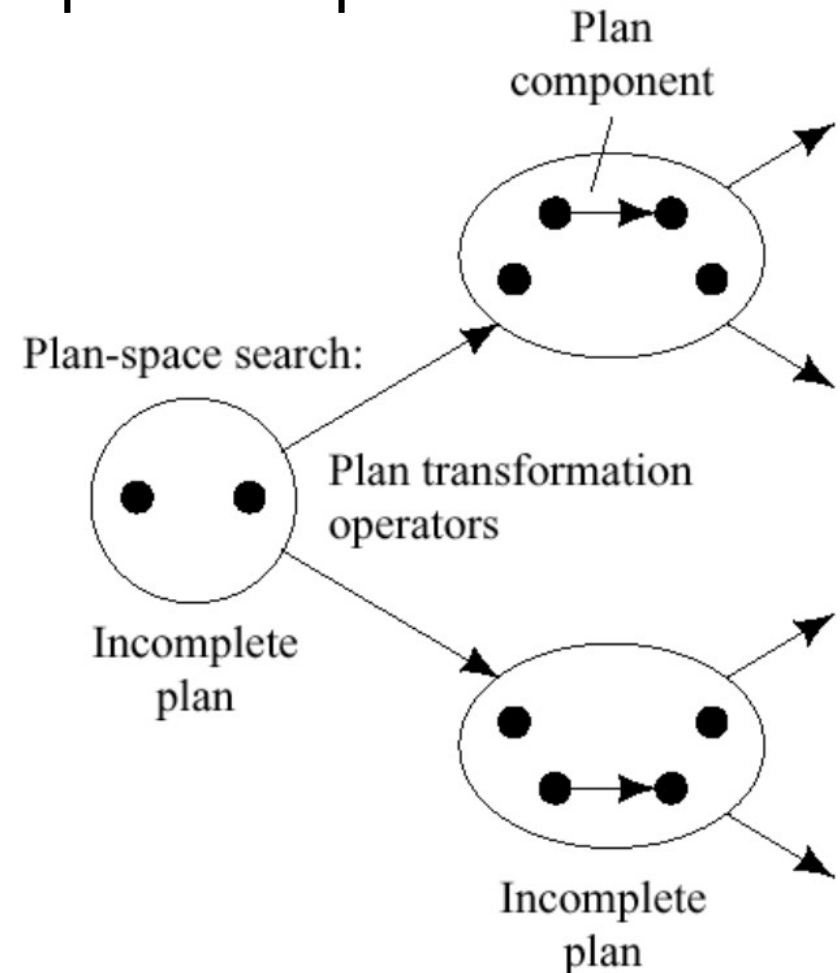 Plan
component
Plan-space search:
Plan transformation
operators
Incomplete
plan
Incomplete
plan